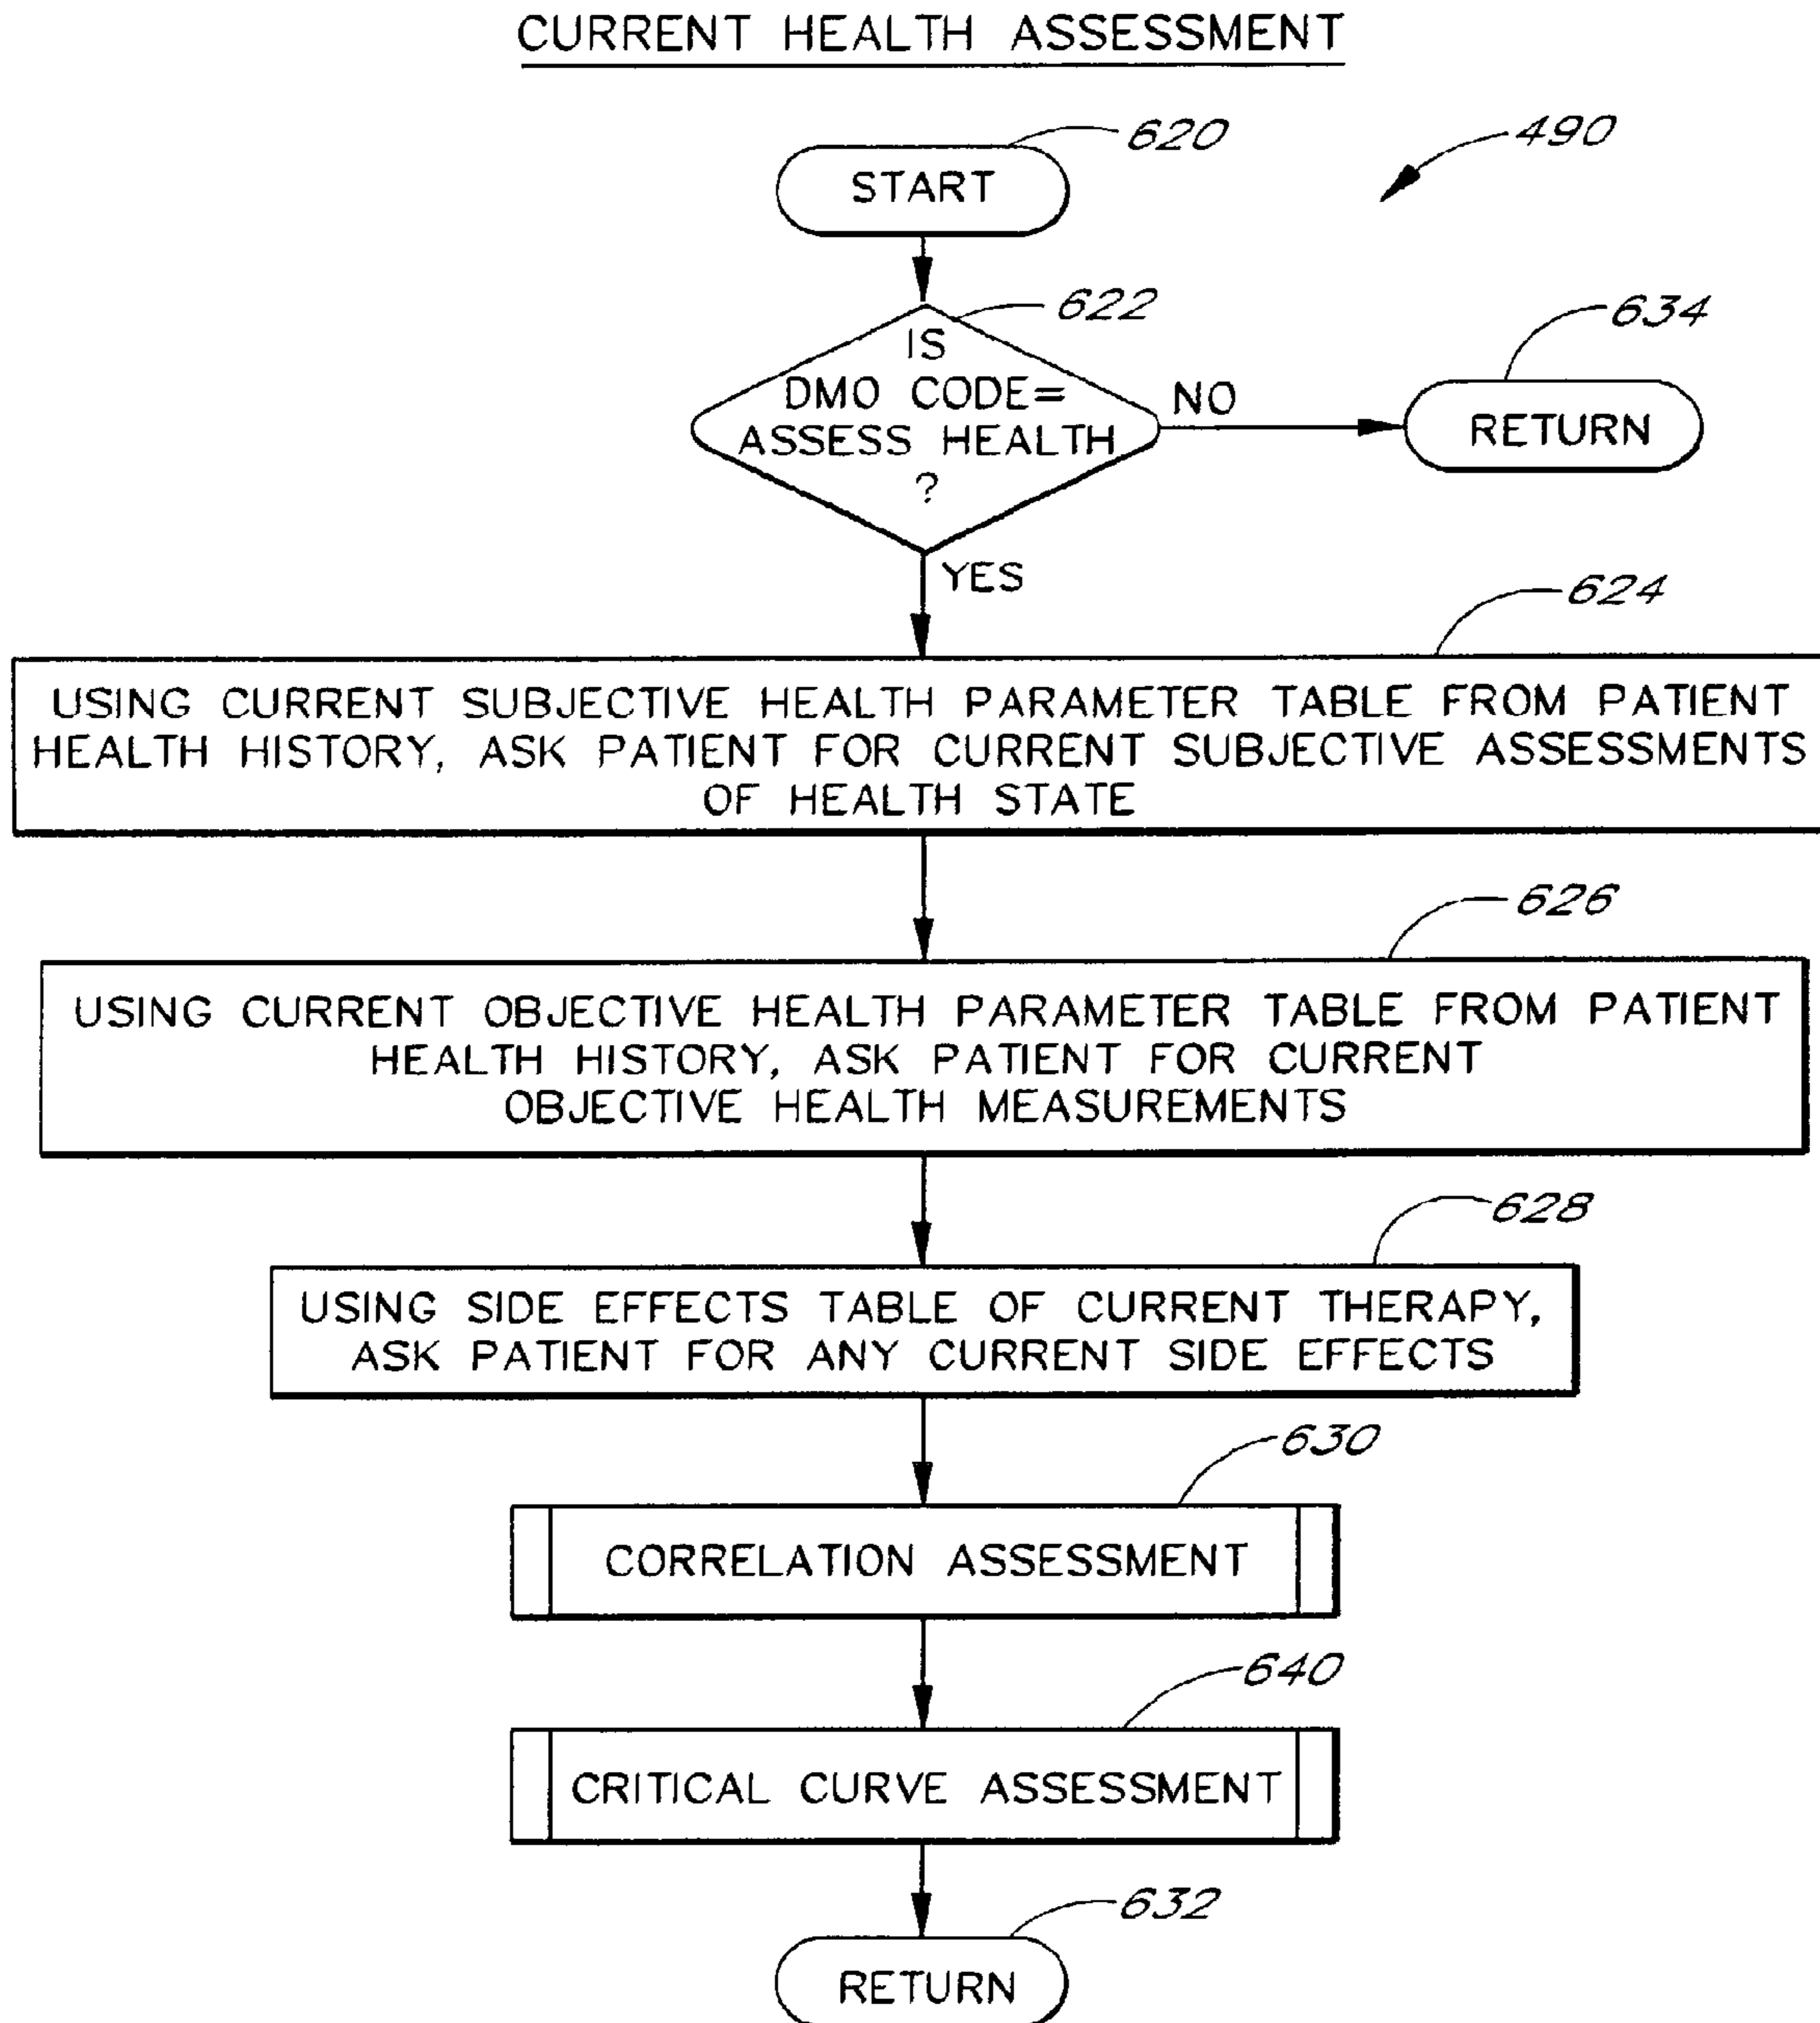 CURRENT HEALTH ASSESSMENT
620
490
START
622
634
IS
DMO CODE=
ASSESS HEALTH
?
NO
RETURN
YES
624
USING CURRENT SUBJECTIVE HEALTH PARAMETER TABLE FROM PATIENT
HEALTH HISTORY, ASK PATIENT FOR CURRENT SUBJECTIVE ASSESSMENTS
OF HEALTH STATE
626
USING CURRENT OBJECTIVE HEALTH PARAMETER TABLE FROM PATIENT
HEALTH HISTORY, ASK PATIENT FOR CURRENT
OBJECTIVE HEALTH MEASUREMENTS
628
USING SIDE EFFECTS TABLE OF CURRENT THERAPY,
ASK PATIENT FOR ANY CURRENT SIDE EFFECTS
630
CORRELATION ASSESSMENT
640
CRITICAL CURVE ASSESSMENT
632
RETURN